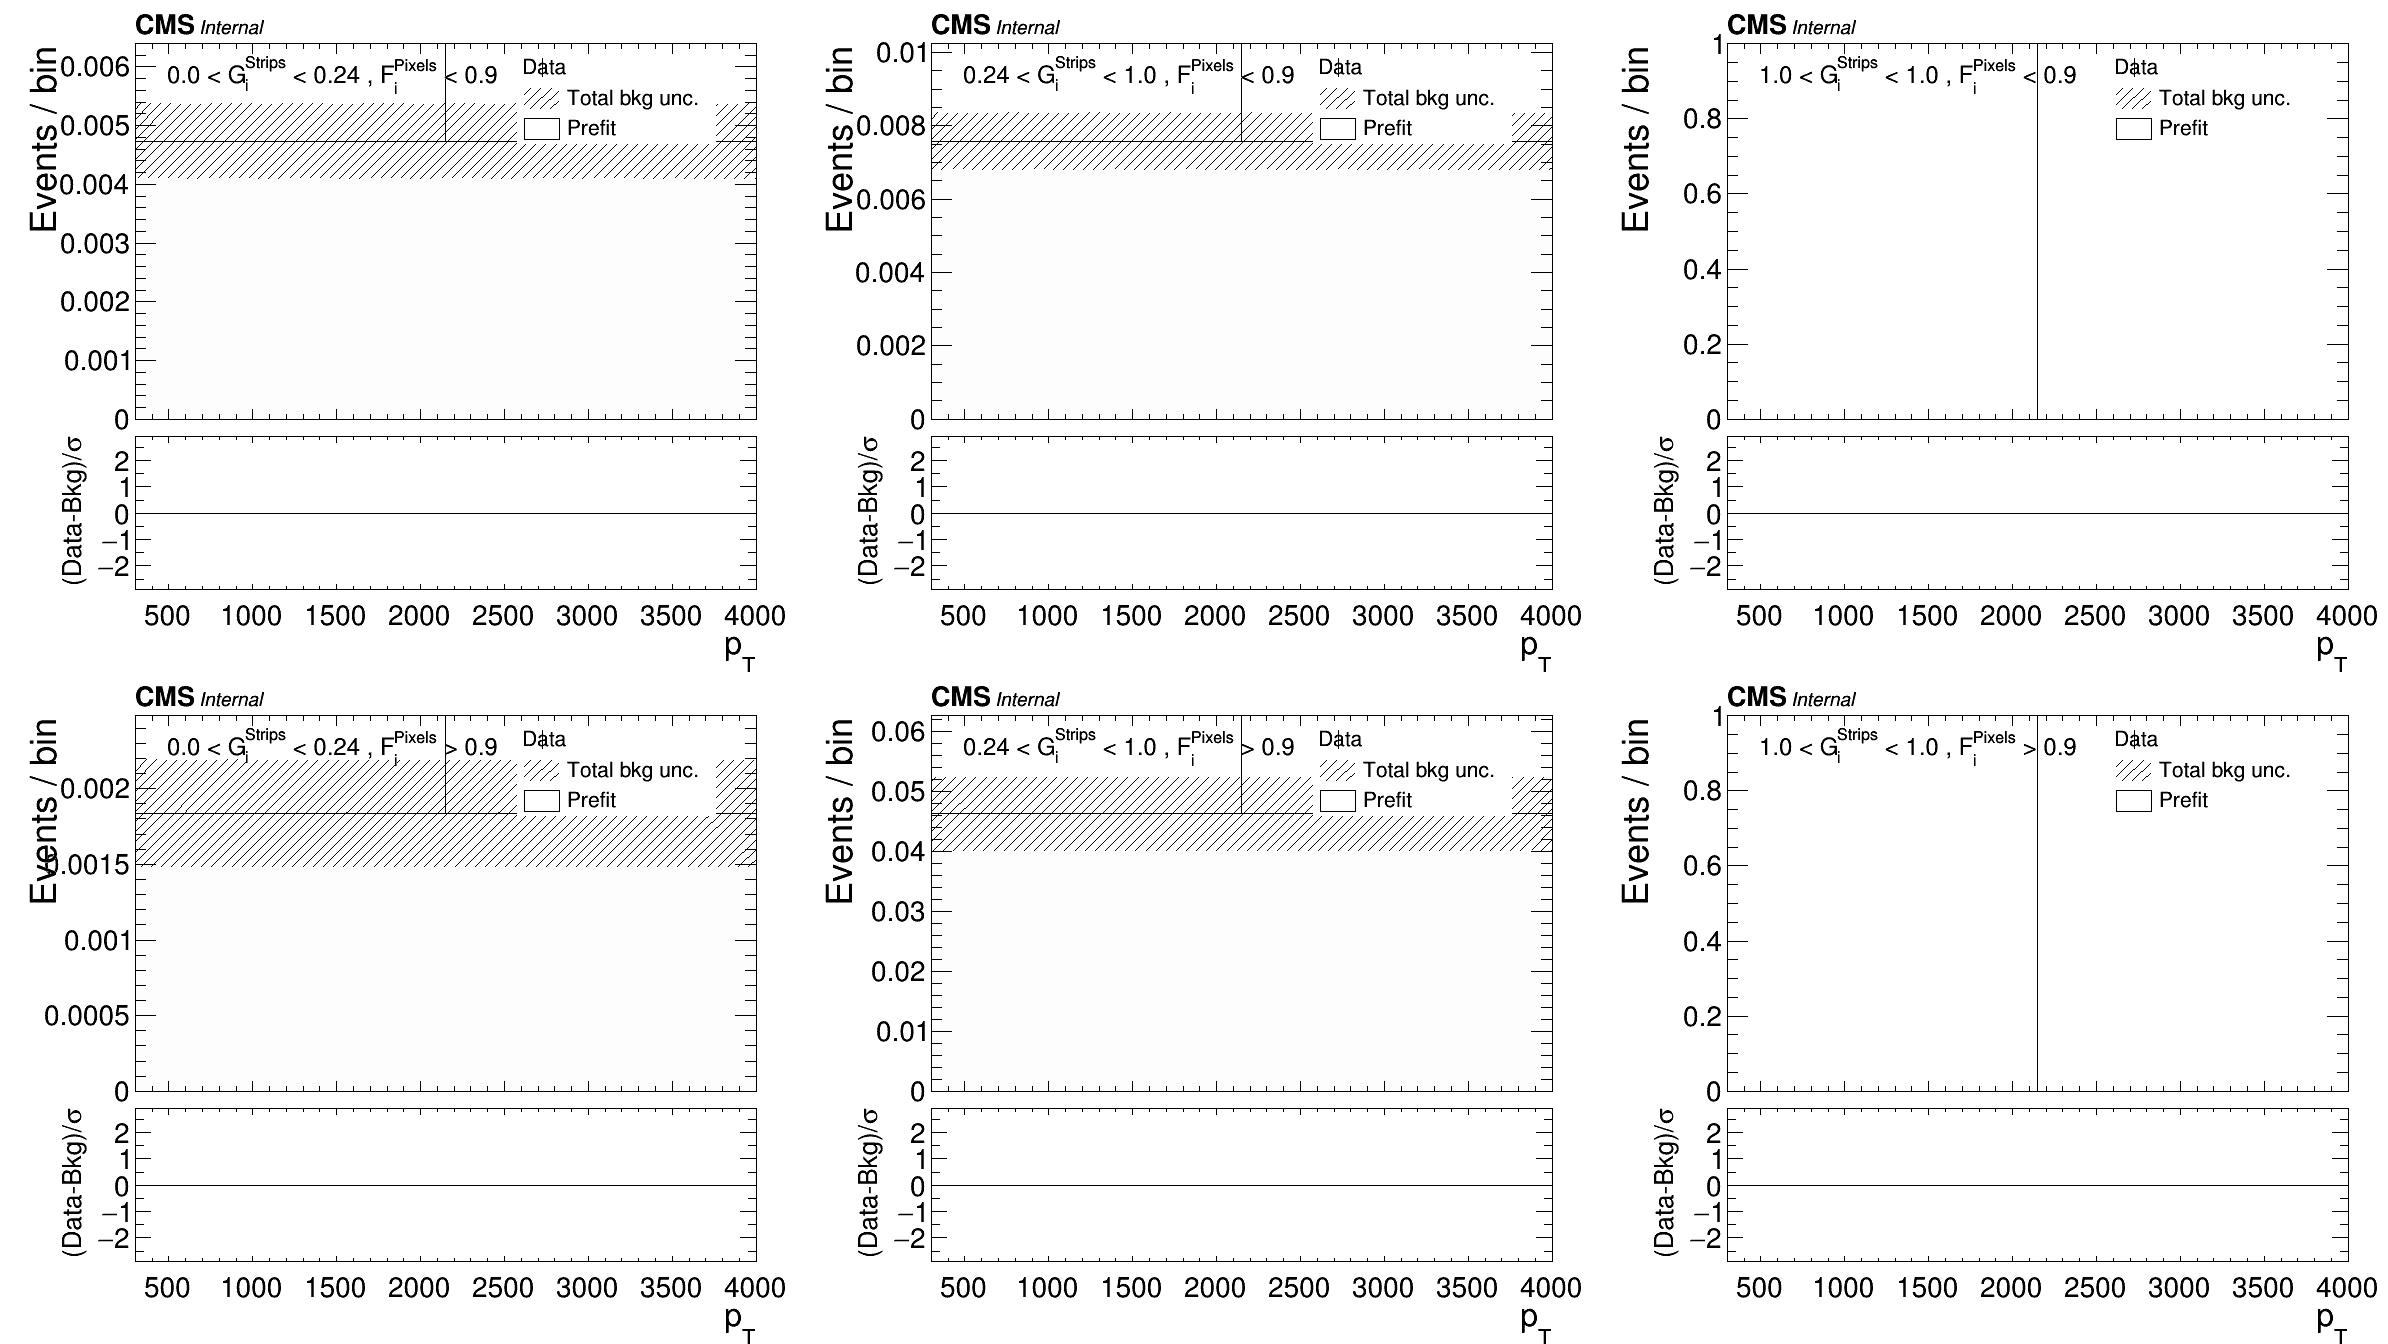 CMS Internal
Events / bin
0.0 < G_i^Strips < 0.24 , F_i^Pixels < 0.9
Data
Total bkg unc.
Prefit
0.006
0.005
0.004
0.003
0.002
0.001
0
(Data-Bkg)/σ
2
1
0
−1
−2
500 1000 1500 2000 2500 3000 3500 4000
p_T
CMS Internal
Events / bin
0.24 < G_i^Strips < 1.0 , F_i^Pixels < 0.9
Data
Total bkg unc.
Prefit
0.01
0.008
0.006
0.004
0.002
0
(Data-Bkg)/σ
2
1
0
−1
−2
500 1000 1500 2000 2500 3000 3500 4000
p_T
CMS Internal
Events / bin
1.0 < G_i^Strips < 1.0 , F_i^Pixels < 0.9
Data
Total bkg unc.
Prefit
1
0.8
0.6
0.4
0.2
0
(Data-Bkg)/σ
2
1
0
−1
−2
500 1000 1500 2000 2500 3000 3500 4000
p_T
CMS Internal
Events / bin
0.0 < G_i^Strips < 0.24 , F_i^Pixels > 0.9
Data
Total bkg unc.
Prefit
0.002
0.0015
0.001
0.0005
0
(Data-Bkg)/σ
2
1
0
−1
−2
500 1000 1500 2000 2500 3000 3500 4000
p_T
CMS Internal
Events / bin
0.24 < G_i^Strips < 1.0 , F_i^Pixels > 0.9
Data
Total bkg unc.
Prefit
0.06
0.05
0.04
0.03
0.02
0.01
0
(Data-Bkg)/σ
2
1
0
−1
−2
500 1000 1500 2000 2500 3000 3500 4000
p_T
CMS Internal
Events / bin
1.0 < G_i^Strips < 1.0 , F_i^Pixels > 0.9
Data
Total bkg unc.
Prefit
1
0.8
0.6
0.4
0.2
0
(Data-Bkg)/σ
2
1
0
−1
−2
500 1000 1500 2000 2500 3000 3500 4000
p_T